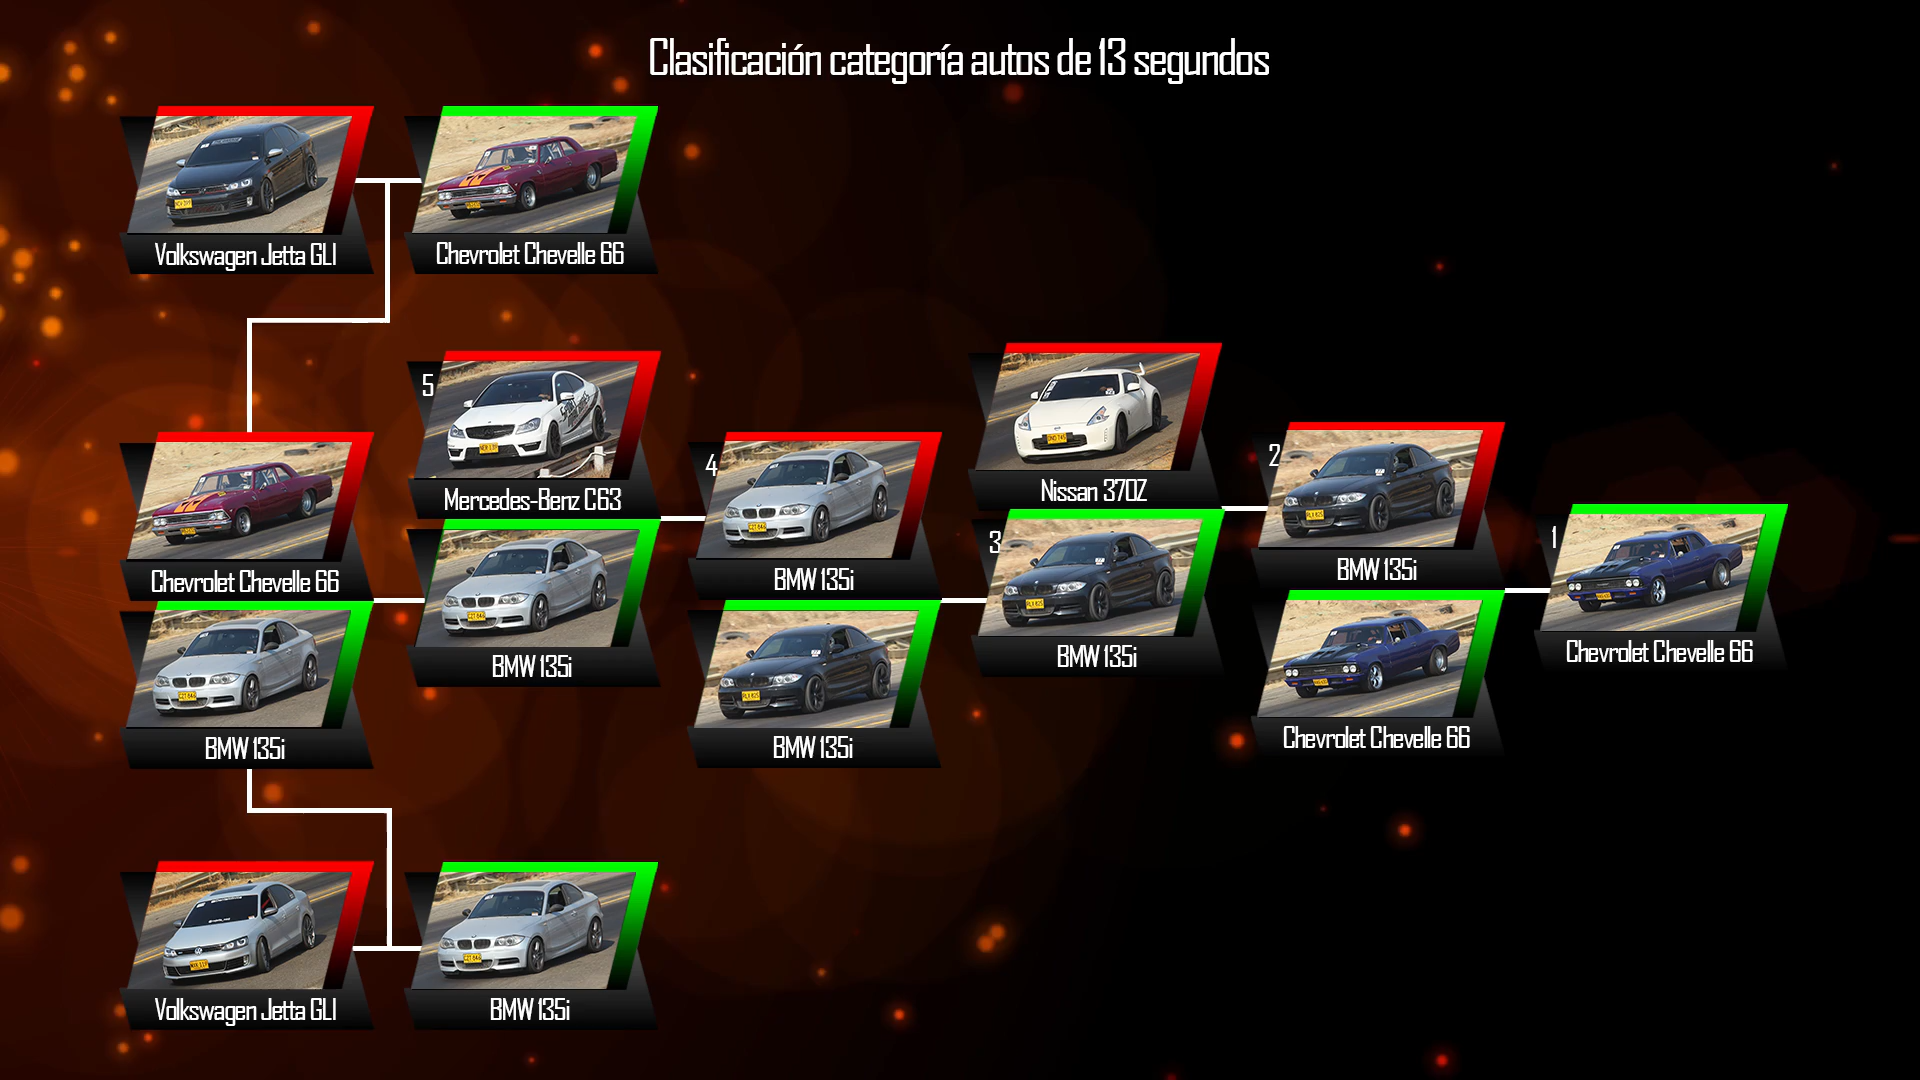 Clasificación categoría autos de 13 segundos
Volkswagen Jetta GLI
Chevrolet Chevelle 66
5
Mercedes-Benz C63
Nissan 370Z
4
BMW 135i
2
BMW 135i
Chevrolet Chevelle 66
BMW 135i
3
BMW 135i
1
Chevrolet Chevelle 66
BMW 135i
BMW 135i
Chevrolet Chevelle 66
Volkswagen Jetta GLI
BMW 135i